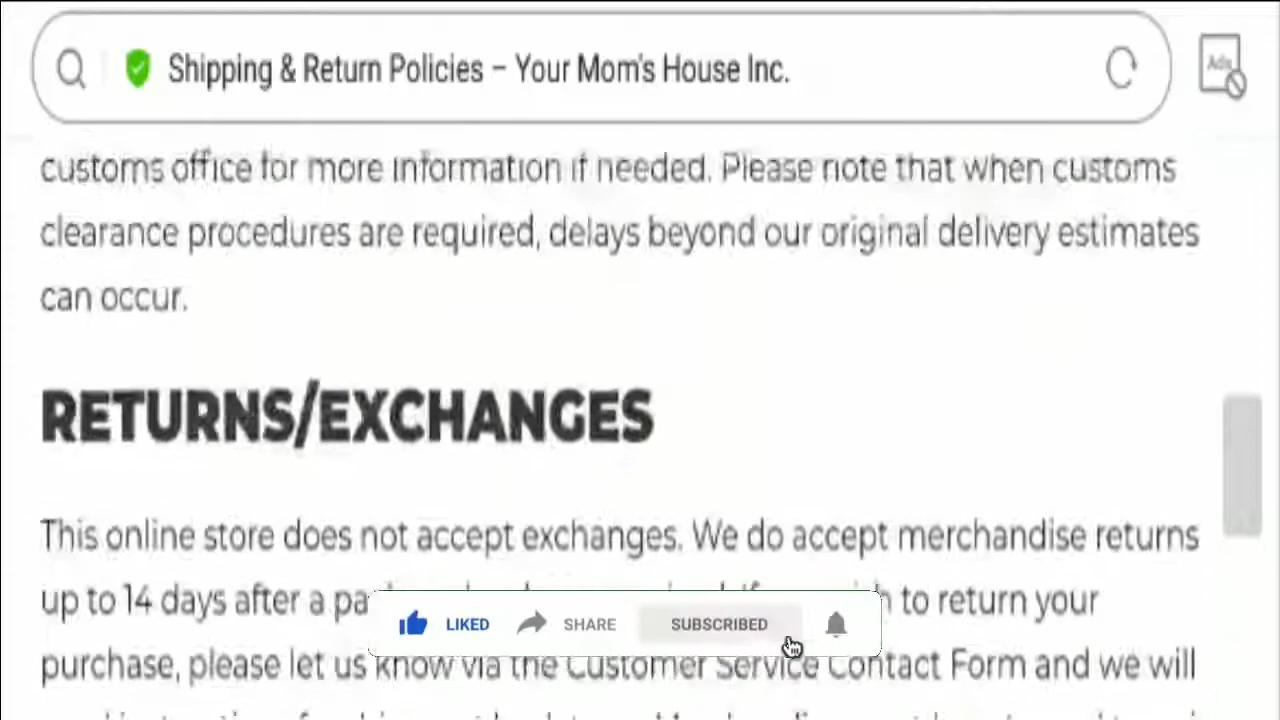 Shipping & Return Policies – Your Mom's House Inc.
Ads
customs office for more information if needed. Please note that when customs
clearance procedures are required, delays beyond our original delivery estimates
can occur.
RETURNS/EXCHANGES
This online store does not accept exchanges. We do accept merchandise returns
up to 14 days after a to return your
LIKED SHARE SUBSCRIBED
purchase, please let us know via the Customer Service Contact Form and we will